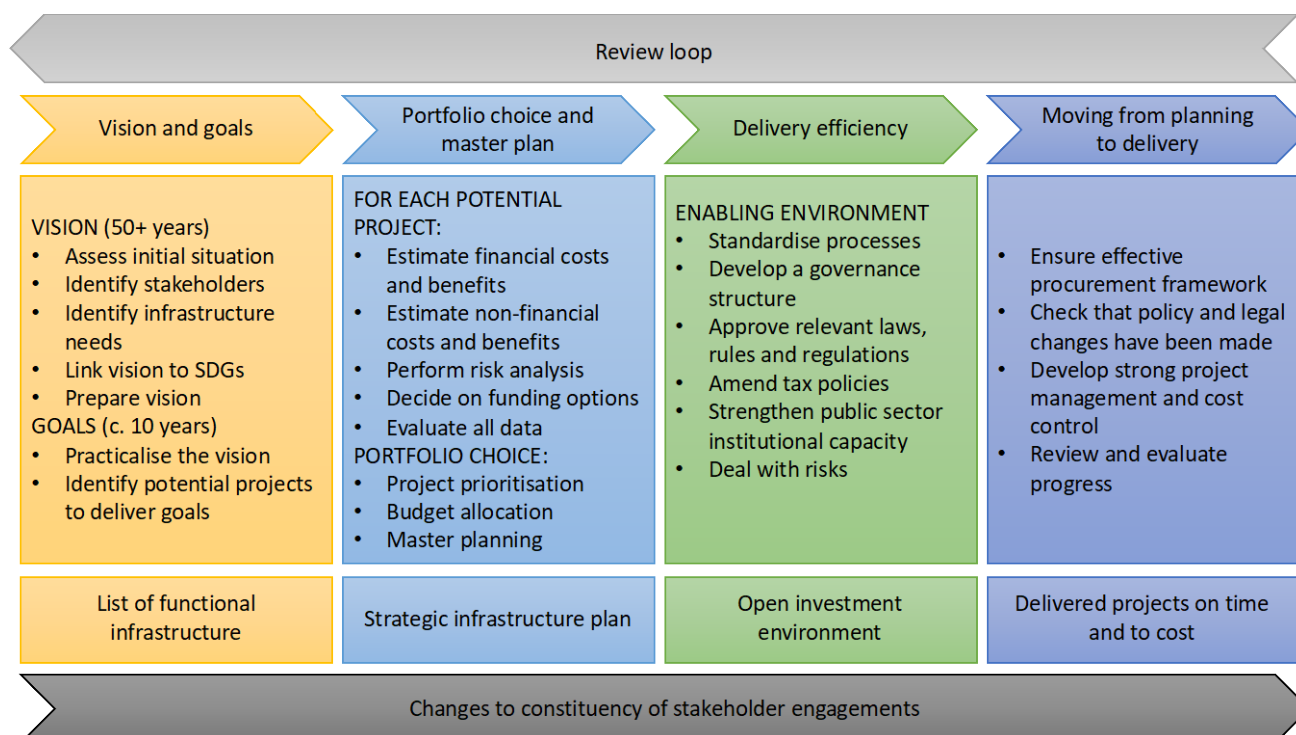 Review loop
Vision and goals
Portfolio choice and
master plan
Delivery efficiency
Moving from planning
to delivery
VISION (50+ years)
• Assess initial situation
• Identify stakeholders
• Identify infrastructure
needs
• Link vision to SDGs
• Prepare vision
GOALS (c. 10 years)
• Practicalise the vision
• Identify potential projects
to deliver goals
FOR EACH POTENTIAL
PROJECT:
• Estimate financial costs
and benefits
• Estimate non-financial
costs and benefits
• Perform risk analysis
• Decide on funding options
• Evaluate all data
PORTFOLIO CHOICE:
• Project prioritisation
• Budget allocation
• Master planning
ENABLING ENVIRONMENT
• Standardise processes
• Develop a governance
structure
• Approve relevant laws,
rules and regulations
• Amend tax policies
• Strengthen public sector
institutional capacity
• Deal with risks
• Ensure effective
procurement framework
• Check that policy and legal
changes have been made
• Develop strong project
management and cost
control
• Review and evaluate
progress
List of functional
infrastructure
Strategic infrastructure plan
Open investment
environment
Delivered projects on time
and to cost
Changes to constituency of stakeholder engagements